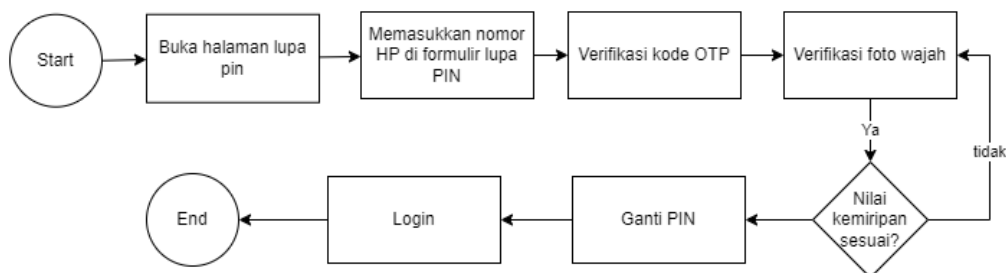 Start
Buka halaman lupa
pin
Memasukkan nomor
HP di formulir lupa
PIN
Verifikasi kode OTP
Verifikasi foto wajah
Ya
tidak
Nilai
kemiripan
sesuai?
Ganti PIN
Login
End